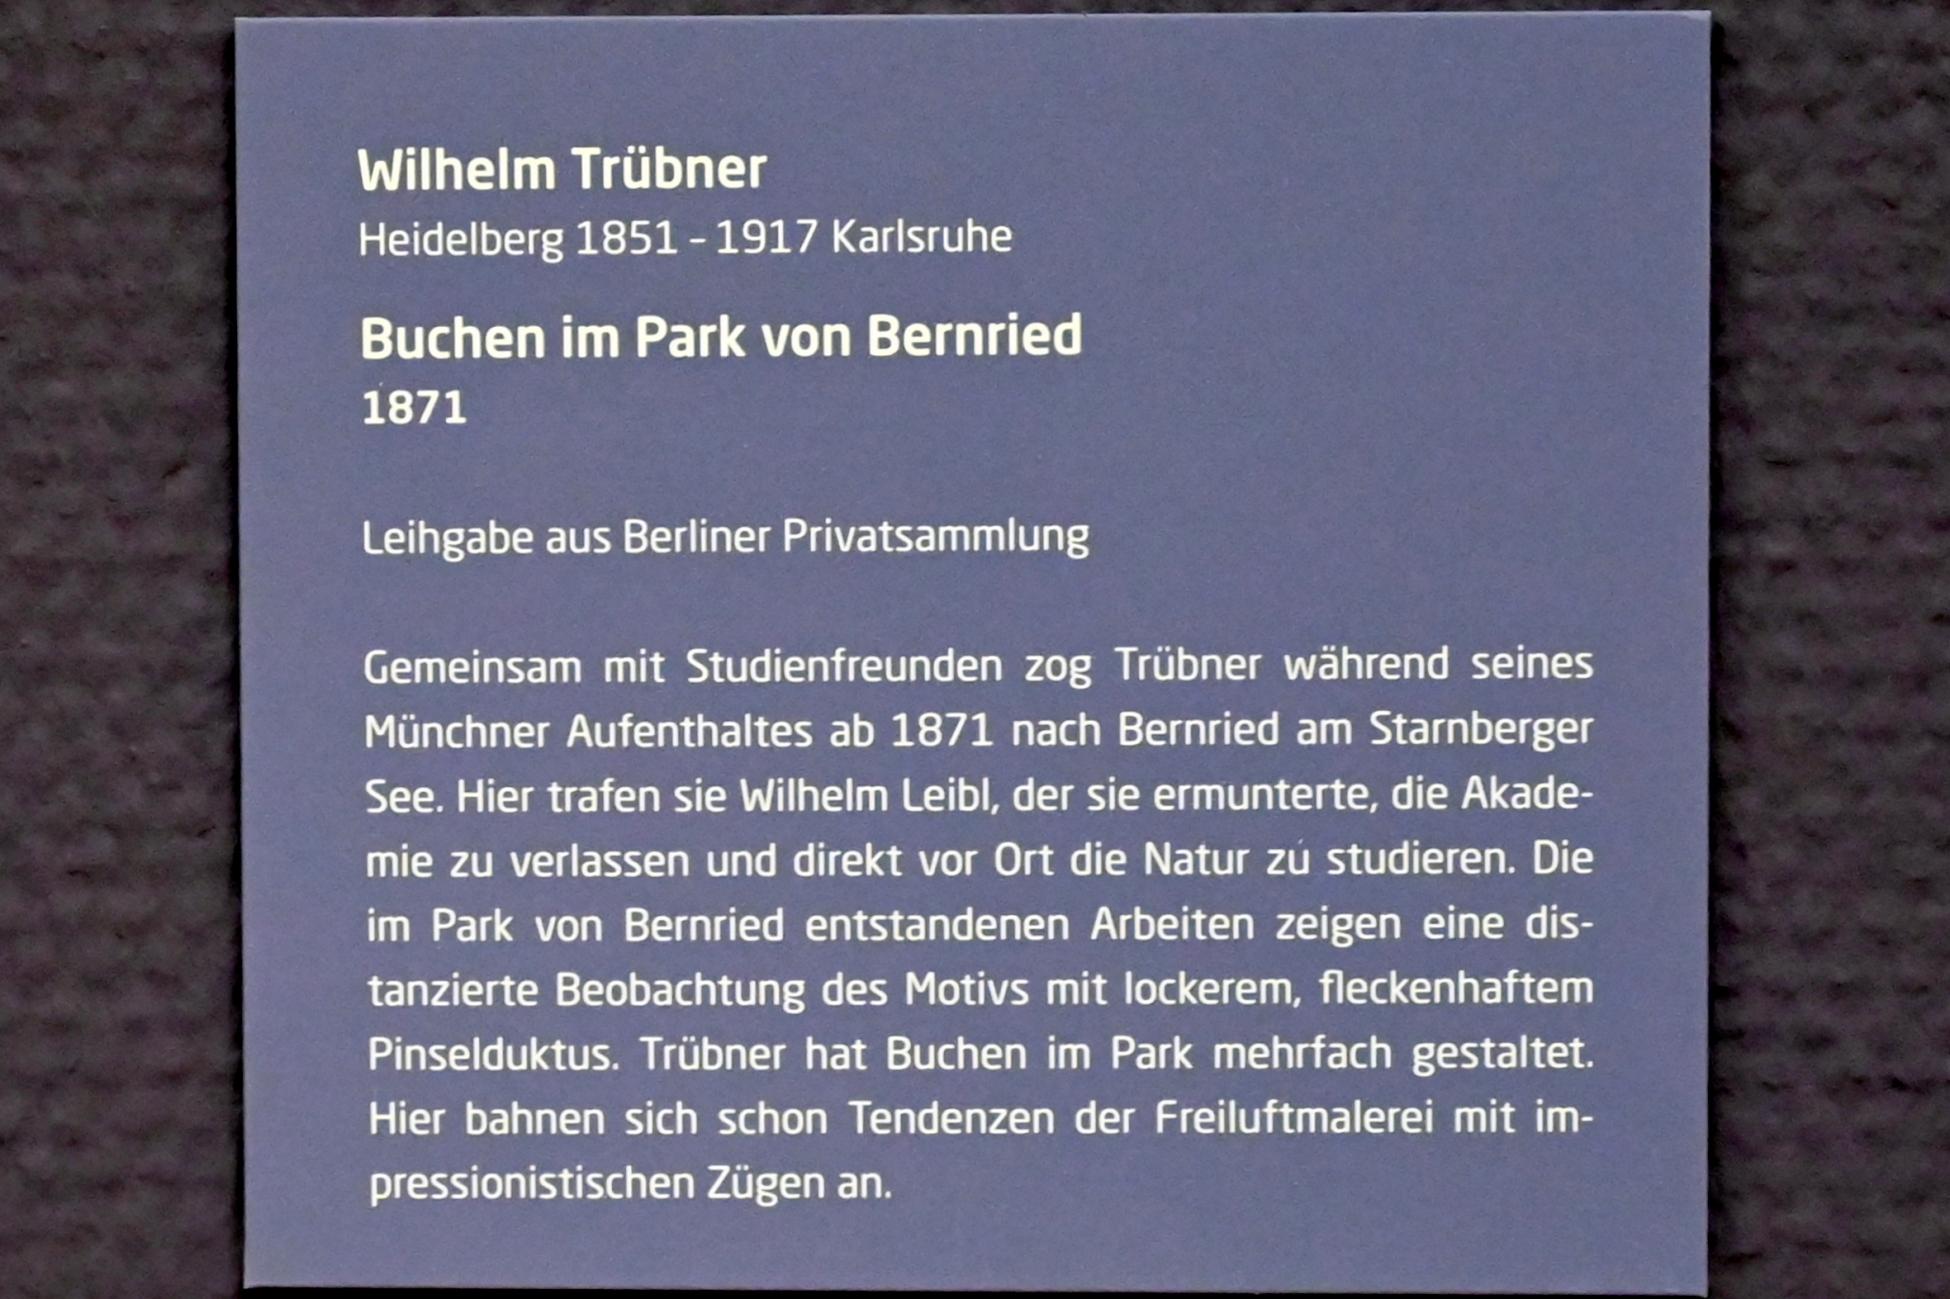 Wilhelm Trübner
Heidelberg 1851 – 1917 Karlsruhe
Buchen im Park von Bernried
1871
Leihgabe aus Berliner Privatsammlung
Gemeinsam mit Studienfreunden zog Trübner während seines
Münchner Aufenthaltes ab 1871 nach Bernried am Starnberger
See. Hier trafen sie Wilhelm Leibl, der sie ermunterte, die Akade-
mie zu verlassen und direkt vor Ort die Natur zu studieren. Die
im Park von Bernried entstandenen Arbeiten zeigen eine dis-
tanzierte Beobachtung des Motivs mit lockerem, fleckenhaftem
Pinselduktus. Trübner hat Buchen im Park mehrfach gestaltet.
Hier bahnen sich schon Tendenzen der Freiluftmalerei mit im-
pressionistischen Zügen an.